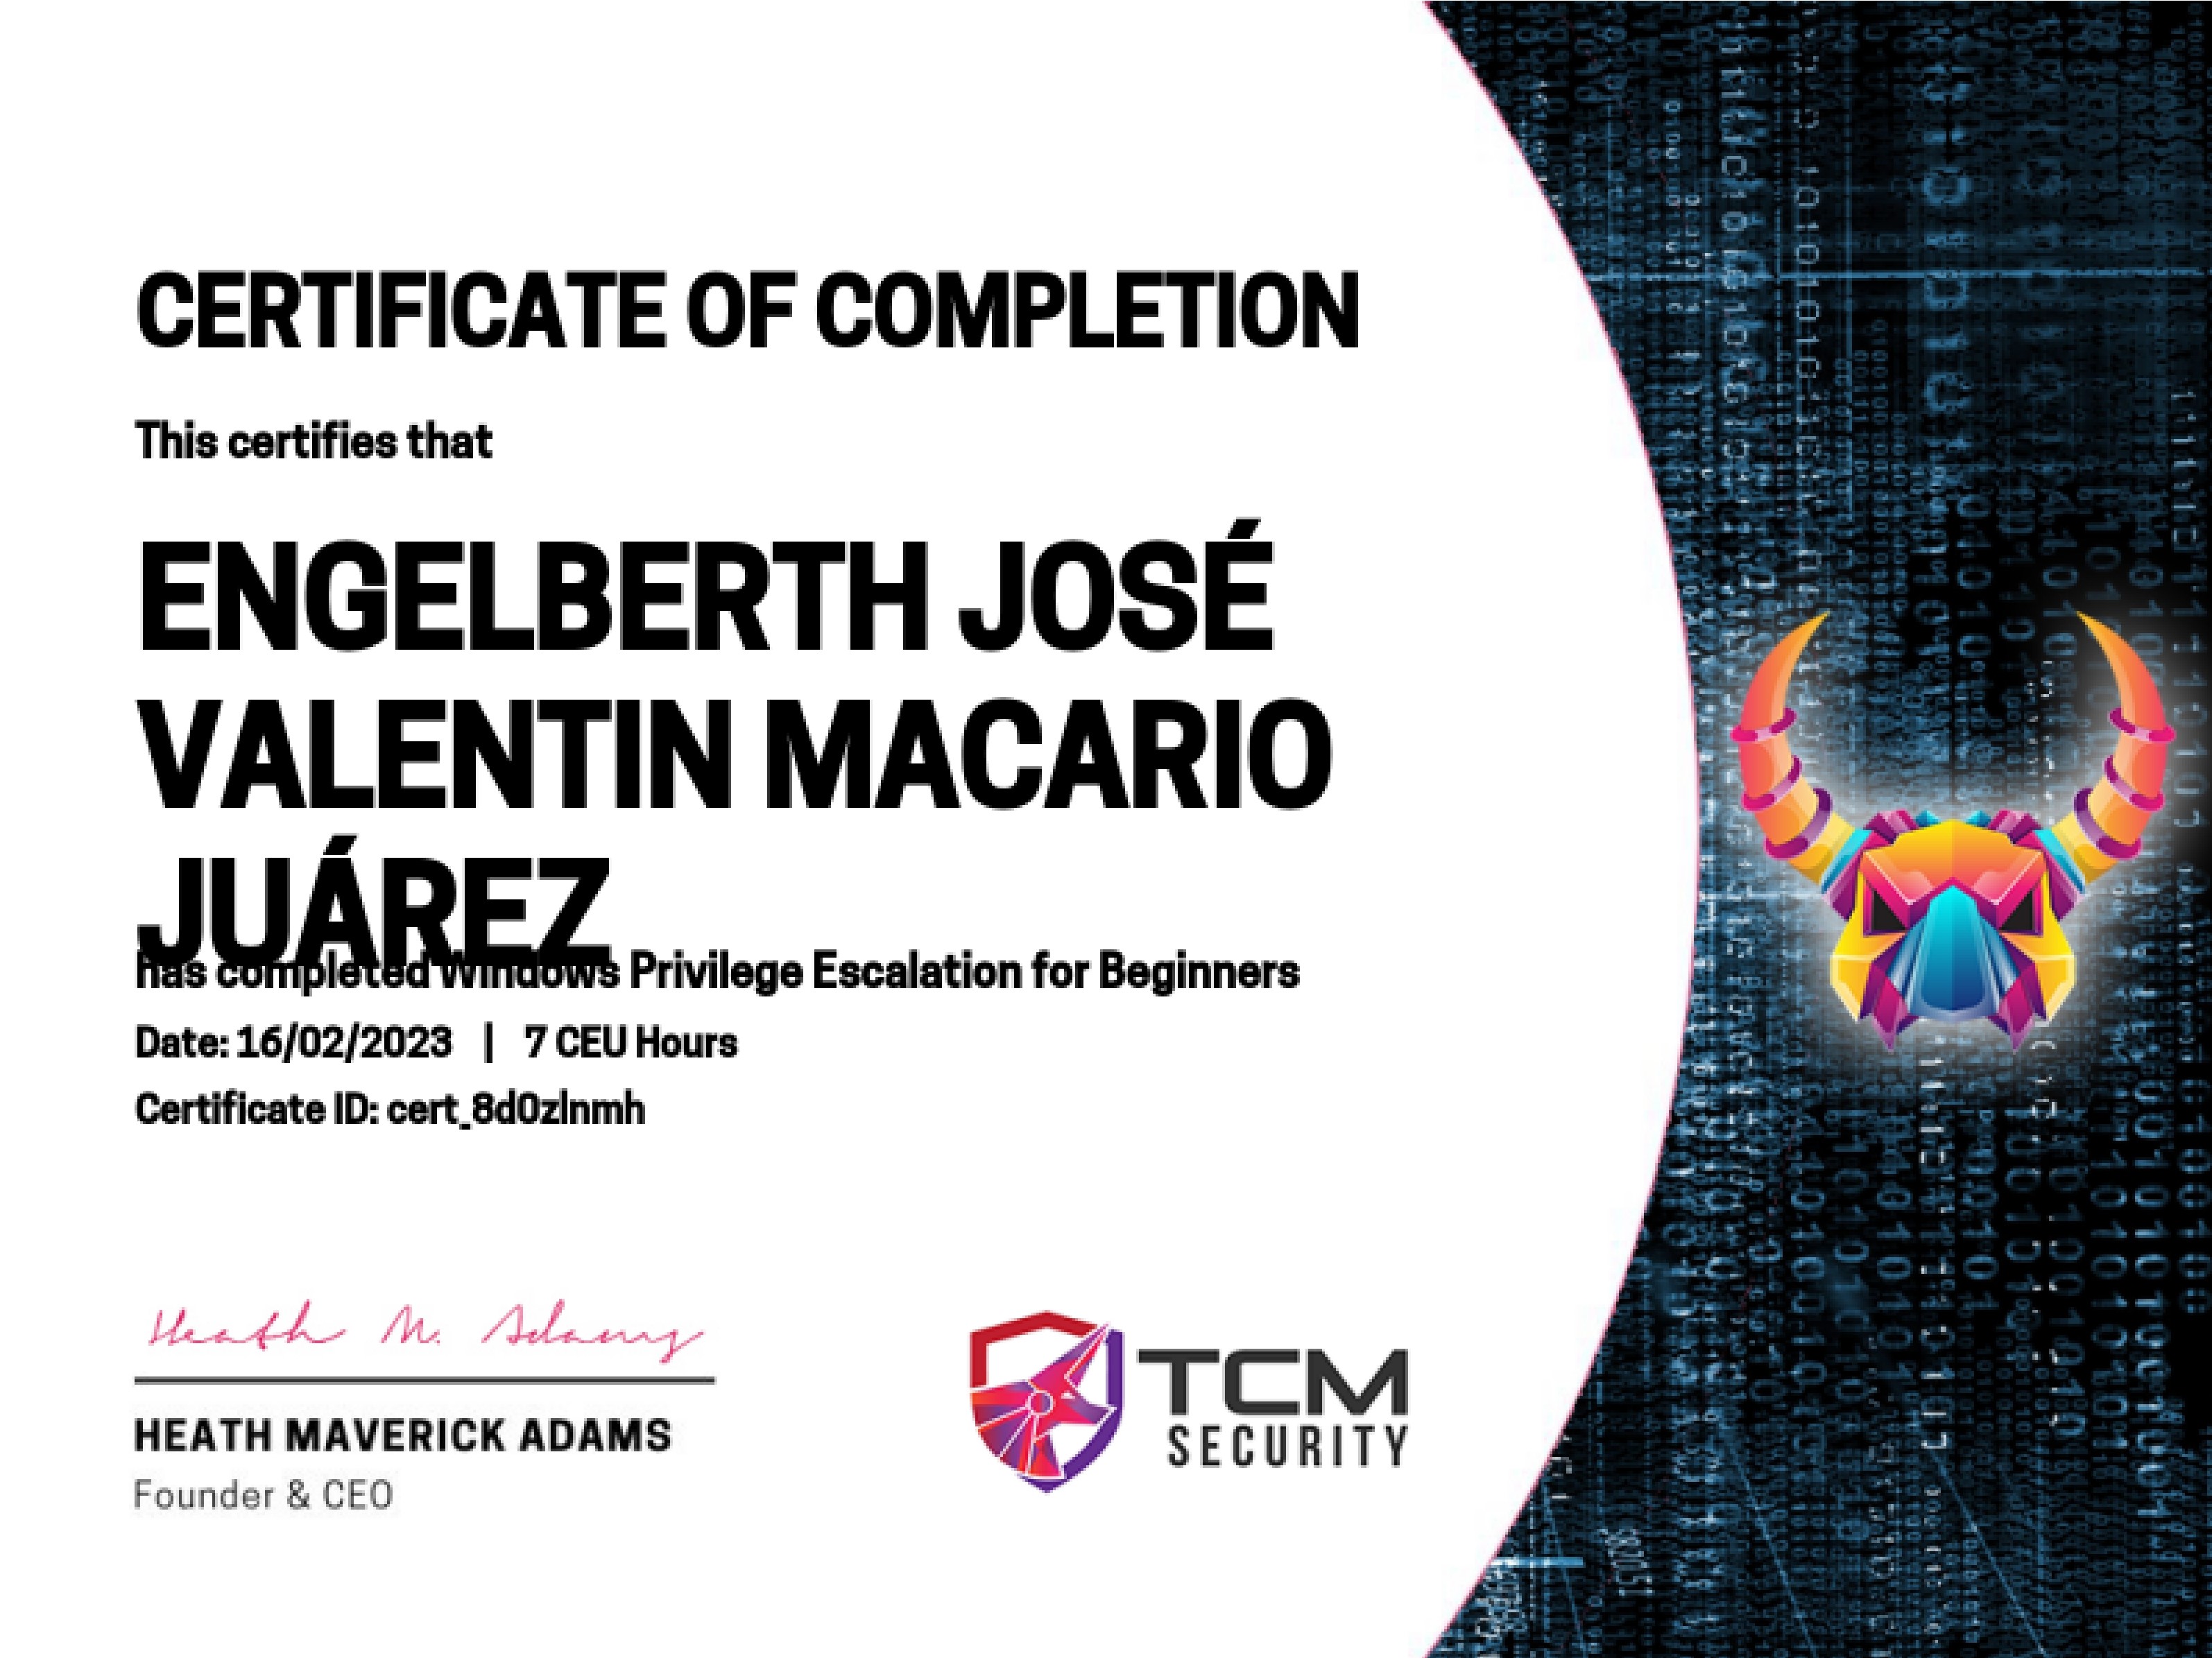 CERTIFICATE OF COMPLETION
This certifies that
ENGELBERTH JOSÉ
VALENTIN MACARIO
JUÁREZ
has completed Windows Privilege Escalation for Beginners
Date: 16/02/2023 | 7 CEU Hours
Certificate ID: cert_8d0zlnmh
Heath M. Adams
HEATH MAVERICK ADAMS
Founder & CEO
TCM
SECURITY